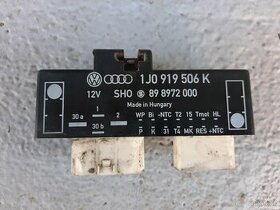 1J0 919 506 K
12V SHO 89 8972 000
Made in Hungary
1
30 a 2 WP Bi -NTC T2 15 Tmot HL
30 b P K 31 T4 MK RES +NTC